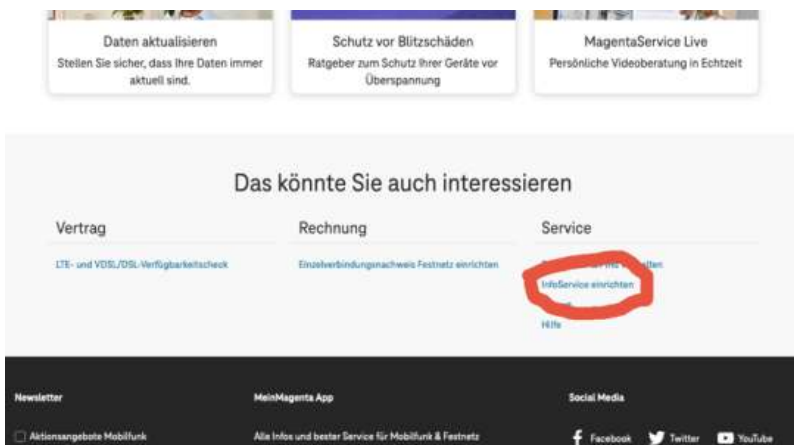 Daten aktualisieren
Stellen Sie sicher, dass Ihre Daten immer
aktuell sind.
Schutz vor Blitzschäden
Ratgeber zum Schutz Ihrer Geräte vor
Überspannung
MagentaService Live
Persönliche Videoberatung in Echtzeit
Das könnte Sie auch interessieren
Vertrag
LTE- und VDSL/DSL-Verfügbarkeitscheck
Rechnung
Einzelverbindungsnachweis Festnetz einrichten
Service
InfoService einrichten
Hilfe
Newsletter
Aktionsangebote Mobilfunk
MeinMagenta App
Alle Infos und bester Service für Mobilfunk & Festnetz
Social Media
Facebook
Twitter
YouTube